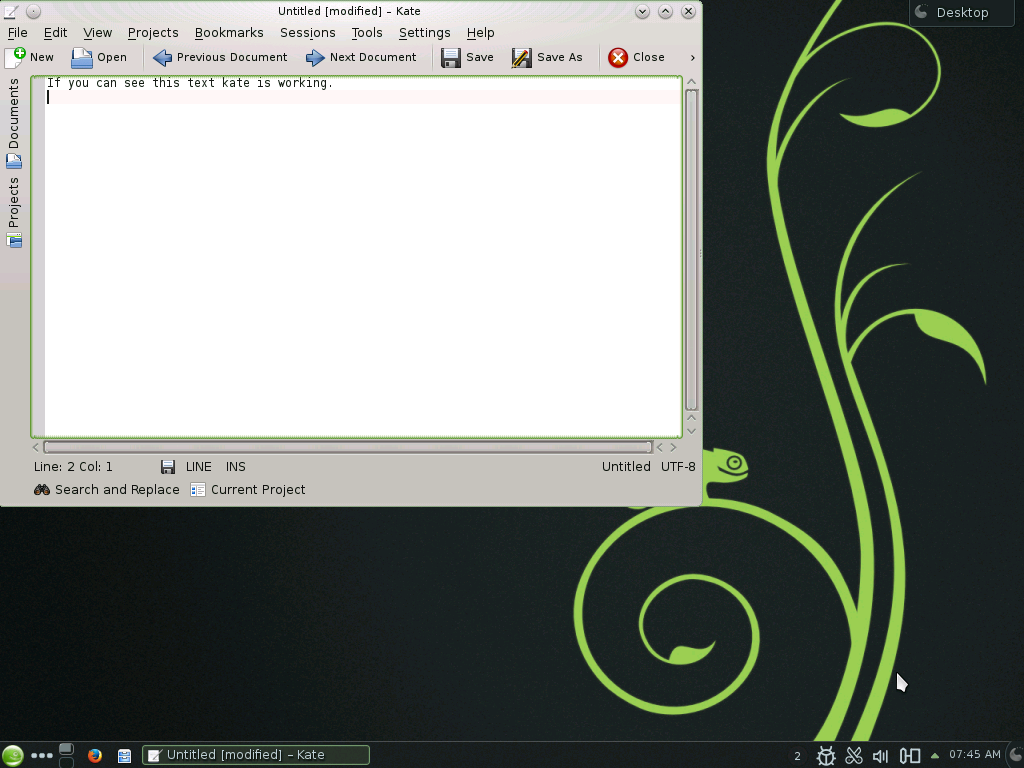 Untitled [modified] – Kate
Desktop
File Edit View Projects Bookmarks Sessions Tools Settings Help
New Open Previous Document Next Document Save Save As Close
Documents
Projects
If you can see this text kate is working.
Line: 2 Col: 1 LINE INS Untitled UTF-8
Search and Replace Current Project
Untitled [modified] – Kate 2 07:45 AM